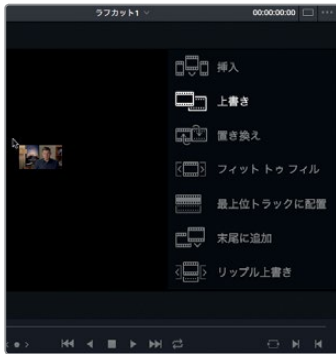 ラフカット1
00:00:00:00
挿入
上書き
置き換え
フィット トゥ フィル
最上位トラックに配置
末尾に追加
リップル上書き